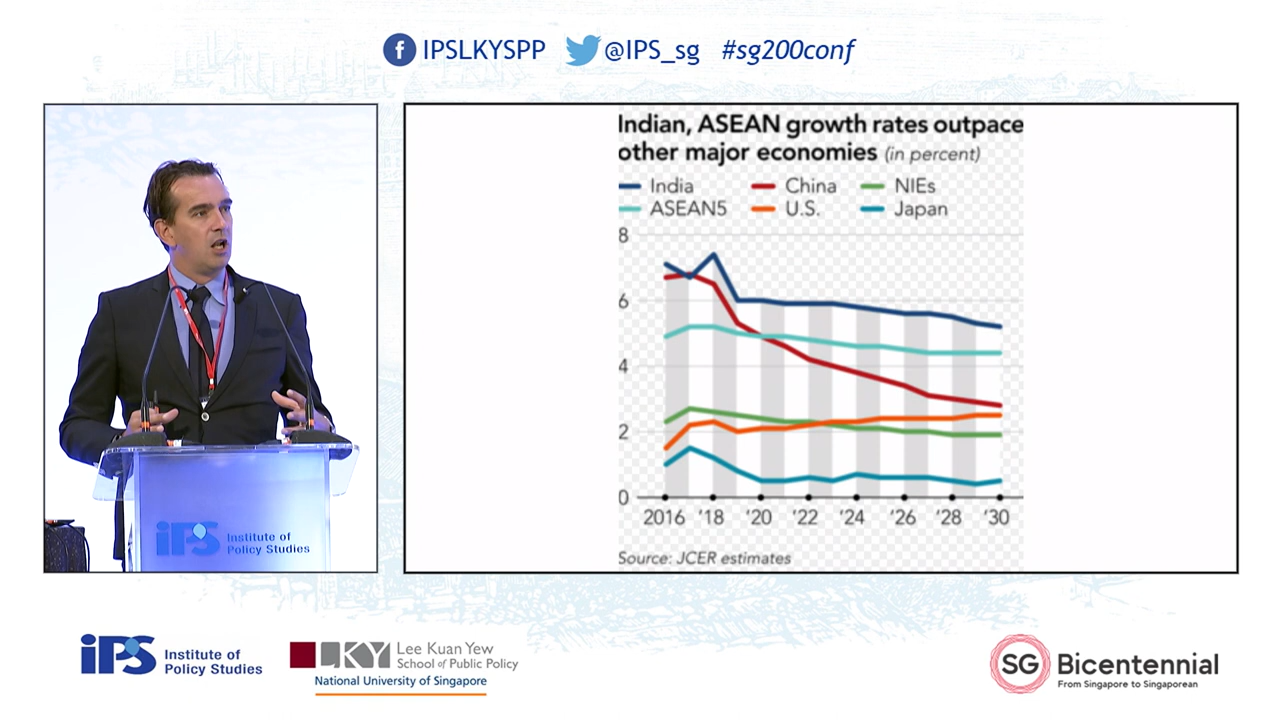 IPSLKYSPP @IPS_sg #sg200conf
Indian, ASEAN growth rates outpace
other major economies (in percent)
India China NIEs
ASEAN5 U.S. Japan
8
6
4
2
0
2016 '18 '20 '22 '24 '26 '28 '30
Source: JCER estimates
iPS Institute of
Policy Studies
iPS Institute of
Policy Studies
LKY Lee Kuan Yew
School of Public Policy
National University of Singapore
SG Bicentennial
From Singapore to Singaporean